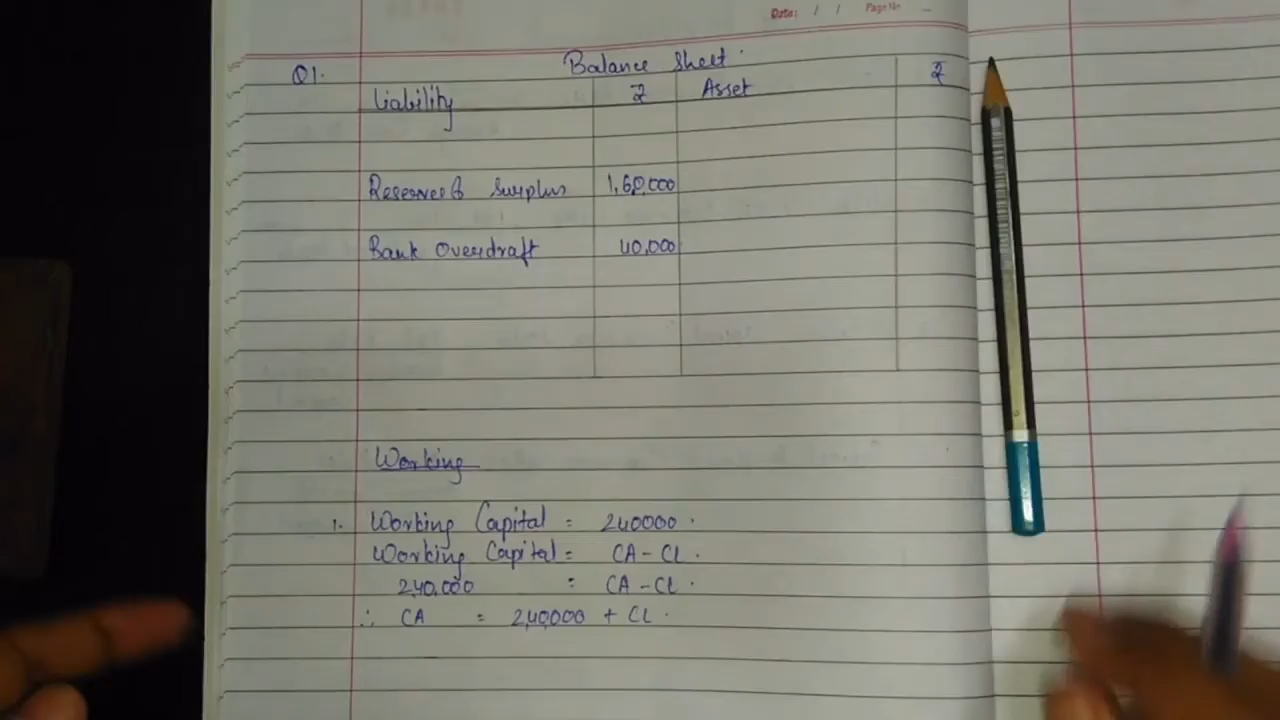 Date: / / Page No
Balance Sheet.
Q1.
Liability ₹ Asset ₹
Reserve & Surplus 1,60,000
Bank Overdraft 40,000
Working
1. Working Capital = 240000.
Working Capital = CA - CL.
240,000 = CA - CL.
∴ CA = 240000 + CL.